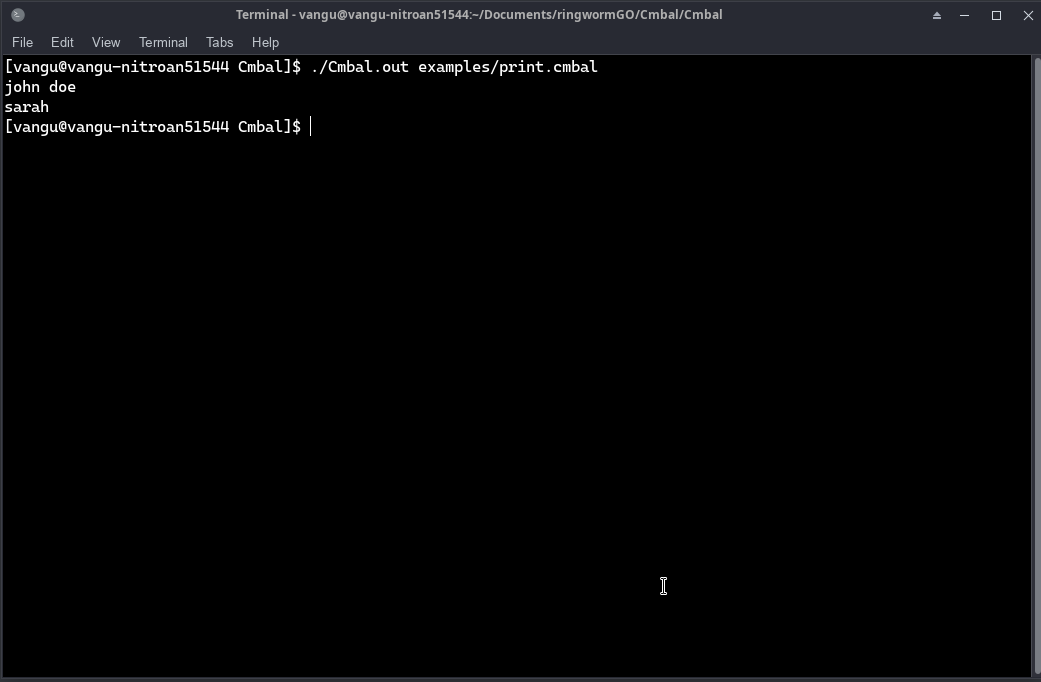 Terminal - vangu@vangu-nitroan51544:~/Documents/ringwormGO/Cmbal/Cmbal
File Edit View Terminal Tabs Help
[vangu@vangu-nitroan51544 Cmbal]$ ./Cmbal.out examples/print.cmbal
john doe
sarah
[vangu@vangu-nitroan51544 Cmbal]$